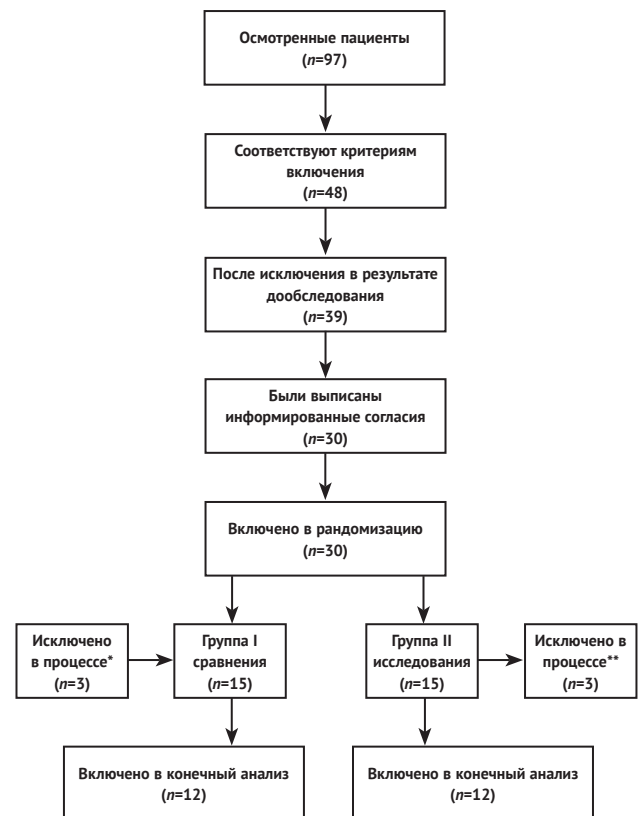 Осмотренные пациенты
(n=97)
Соответствуют критериям
включения
(n=48)
После исключения в результате
дообследования
(n=39)
Были выписаны
информированные согласия
(n=30)
Включено в рандомизацию
(n=30)
Исключено
в процессе*
(n=3)
Группа I
сравнения
(n=15)
Группа II
исследования
(n=15)
Исключено в
процессе**
(n=3)
Включено в конечный анализ
(n=12)
Включено в конечный анализ
(n=12)